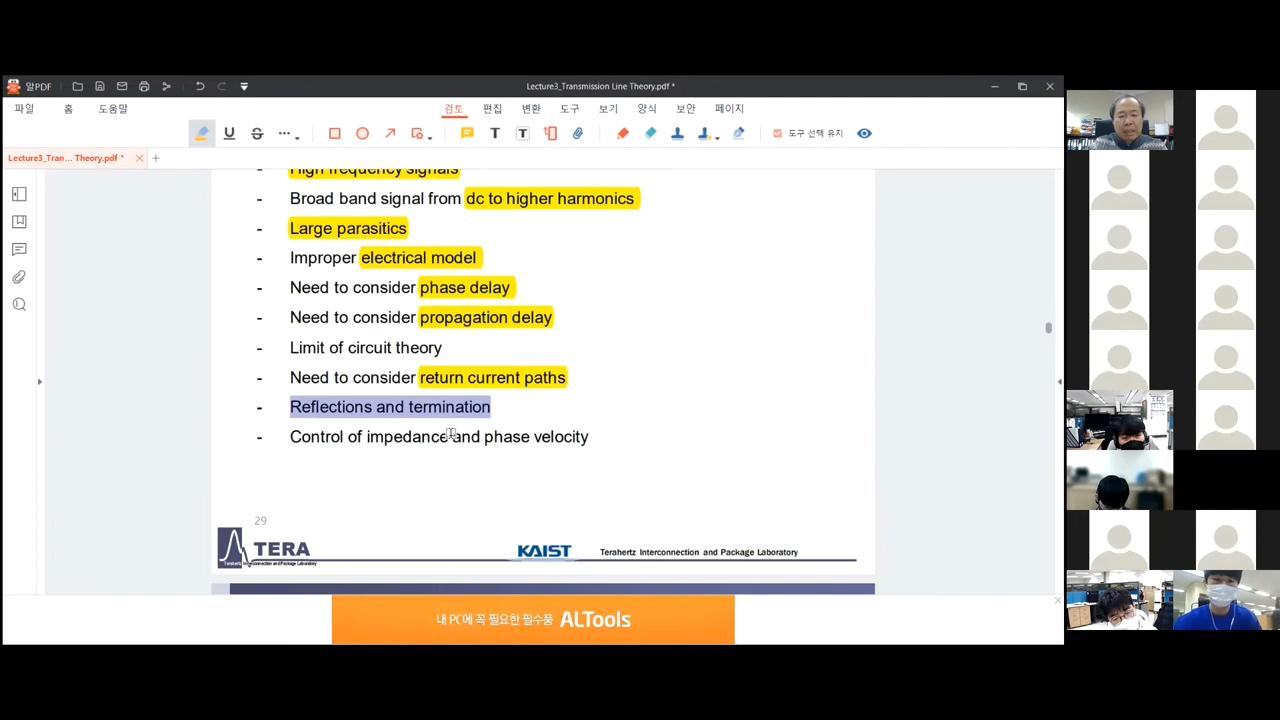 알PDF
Lecture3_Transmission Line Theory.pdf *
파일 홈 도움말 검토 편집 변환 도구 보기 양식 보안 페이지
도구 선택 유지
Lecture3_Tran... Theory.pdf *
- High frequency signals
- Broad band signal from dc to higher harmonics
- Large parasitics
- Improper electrical model
- Need to consider phase delay
- Need to consider propagation delay
- Limit of circuit theory
- Need to consider return current paths
- Reflections and termination
- Control of impedance and phase velocity
29
TERA
Terahertz Interconnection and Package Laboratory
KAIST
Terahertz Interconnection and Package Laboratory
내 PC에 꼭 필요한 필수품 ALTools